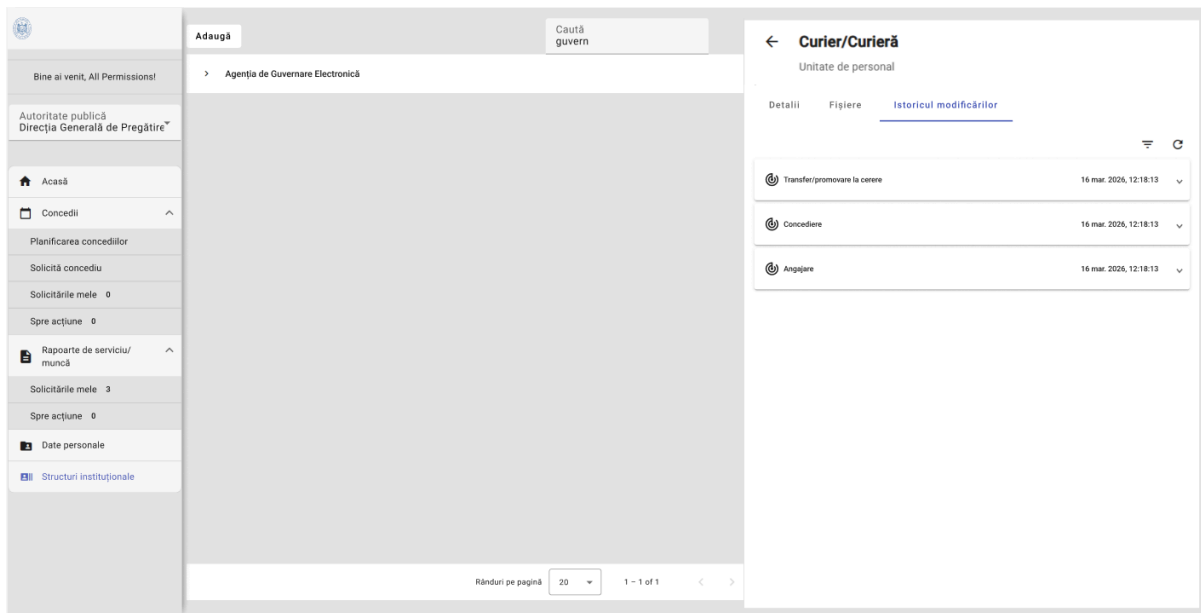 Bine ai venit, All Permissions!
Autoritate publică
Direcția Generală de Pregătire
Acasă
Concedii
Planificarea concediilor
Solicită concediu
Solicitările mele 0
Spre acțiune 0
Rapoarte de serviciu/
muncă
Solicitările mele 3
Spre acțiune 0
Date personale
Structuri instituționale
Adaugă
Caută
guvern
Agenția de Guvernare Electronică
Rânduri pe pagină 20 1 – 1 of 1
Curier/Curieră
Unitate de personal
Detalii Fișiere Istoricul modificărilor
Transfer/promovare la cerere 16 mar. 2026, 12:18:13
Concediere 16 mar. 2026, 12:18:13
Angajare 16 mar. 2026, 12:18:13